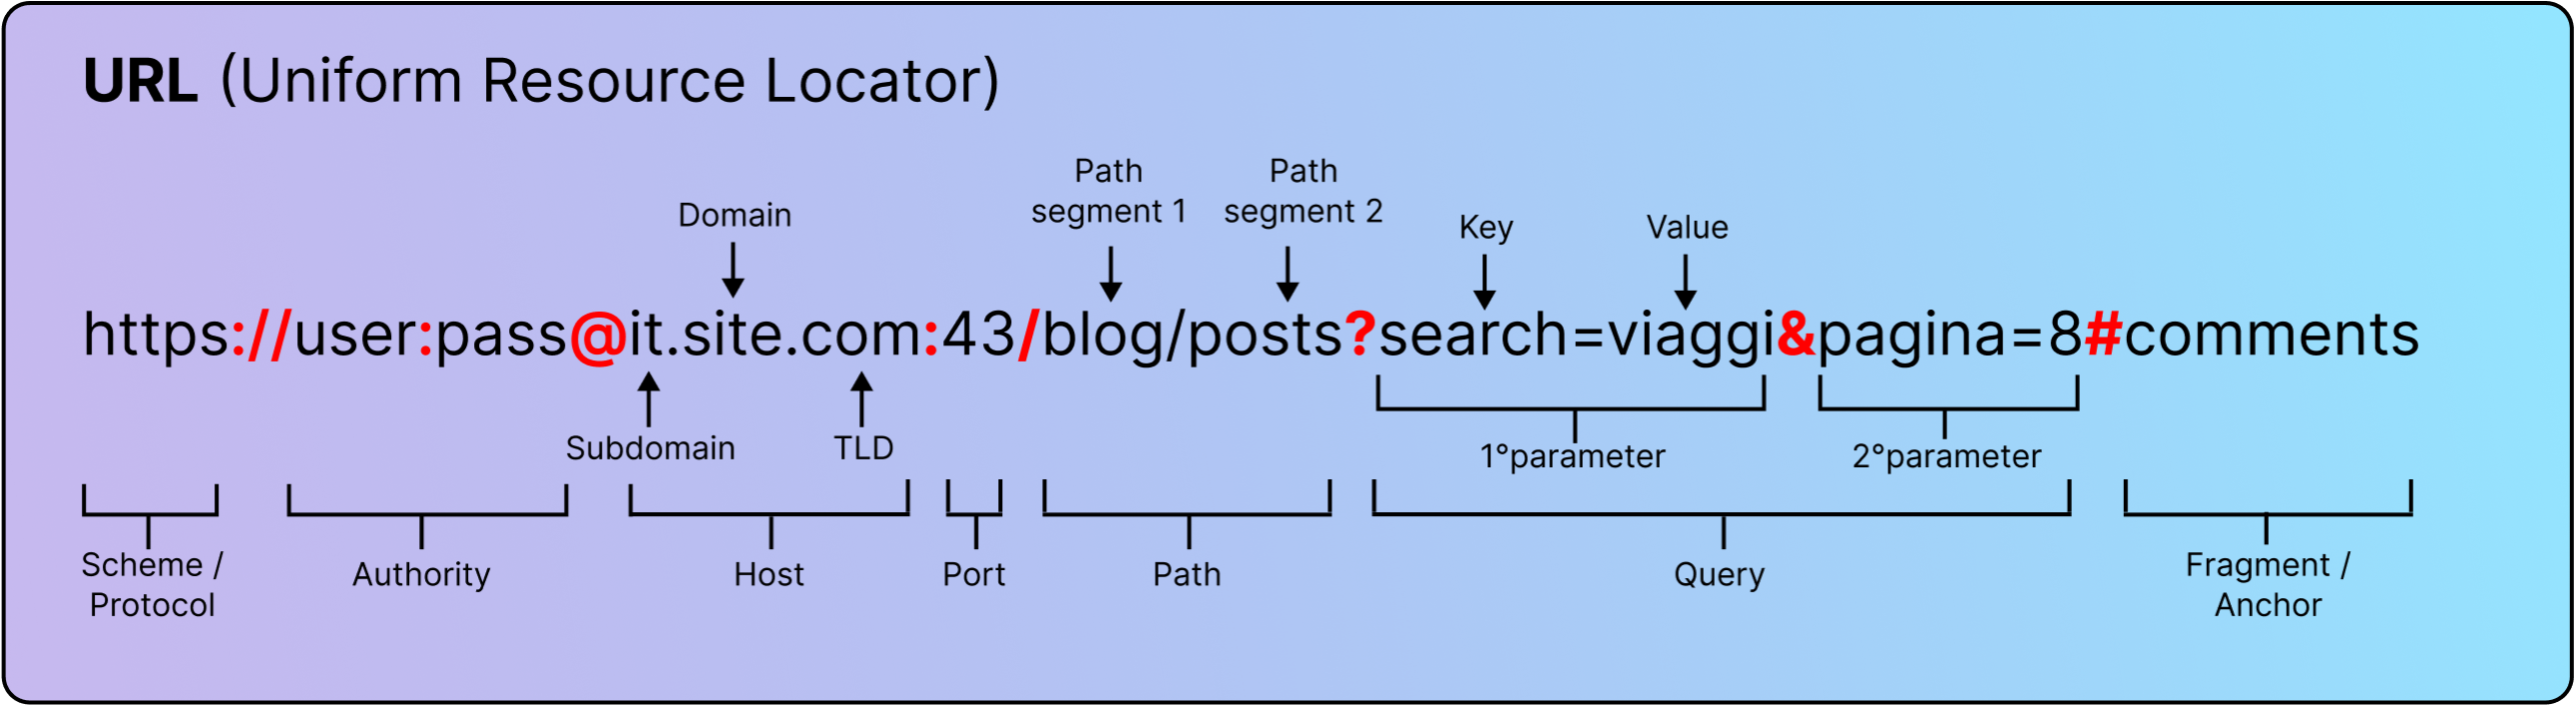 URL (Uniform Resource Locator)
Path
segment 1
Path
segment 2
Domain
Key
Value
https://user:pass@it.site.com:43/blog/posts?search=viaggi&pagina=8#comments
Subdomain
TLD
1°parameter
2°parameter
Scheme /
Protocol
Authority
Host
Port
Path
Query
Fragment /
Anchor